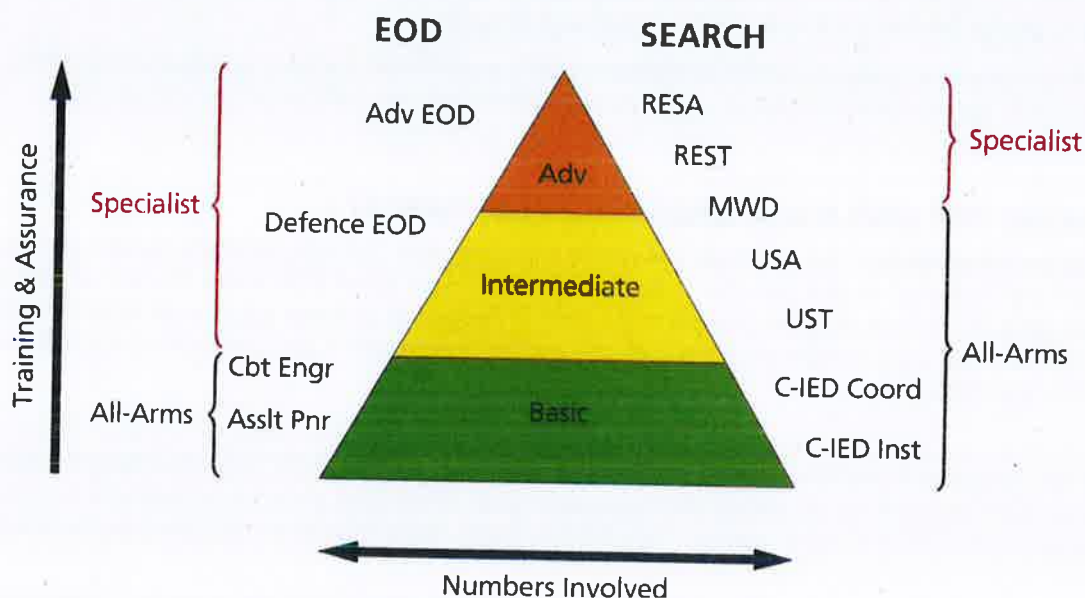 EOD
SEARCH
Adv EOD
RESA
REST
Specialist
Adv
MWD
Specialist
Defence EOD
USA
Intermediate
UST
Training & Assurance
Cbt Engr
All-Arms
C-IED Coord
All-Arms
Asslt Pnr
Basic
C-IED Inst
Numbers Involved